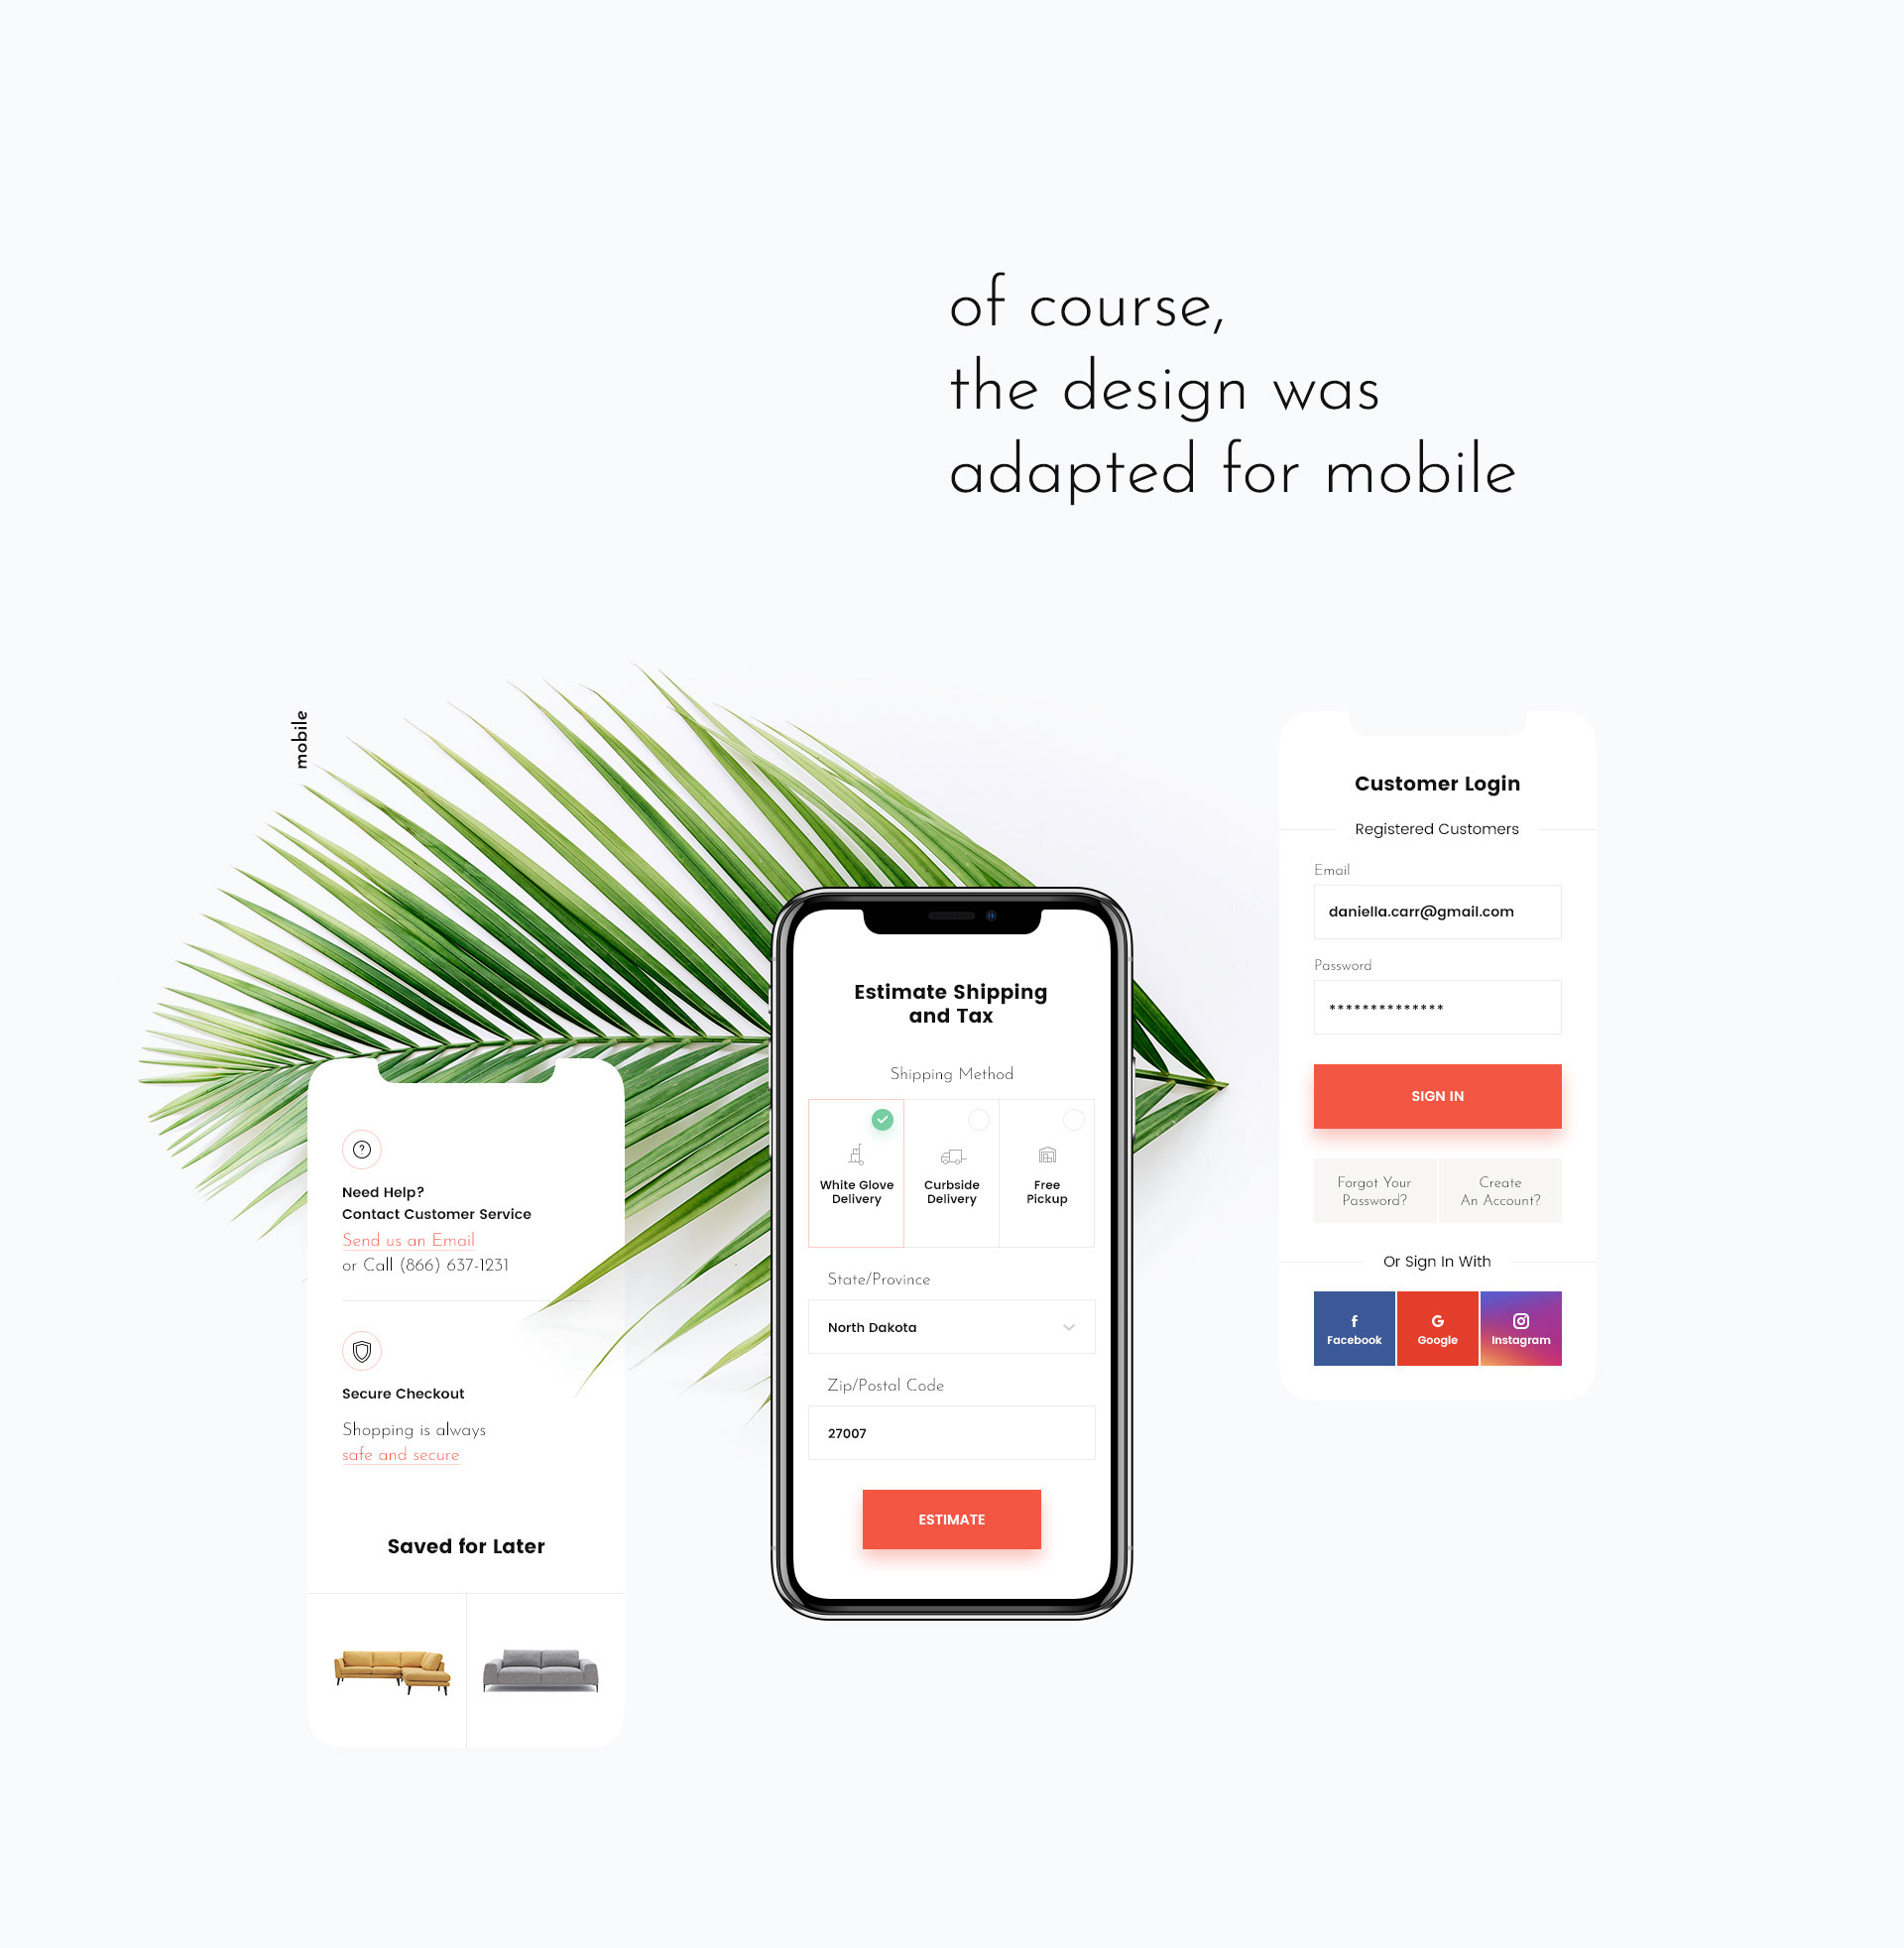 of course,
the design was
adapted for mobile
mobile
Need Help?
Contact Customer Service
Send us an Email
or Call (866) 637-1231
Secure Checkout
Shopping is always
safe and secure
Saved for Later
Estimate Shipping
and Tax
Shipping Method
White Glove
Delivery
Curbside
Delivery
Free
Pickup
State/Province
North Dakota
Zip/Postal Code
27007
ESTIMATE
Customer Login
Registered Customers
Email
daniella.carr@gmail.com
Password
**************
SIGN IN
Forgot Your
Password?
Create
An Account?
Or Sign In With
Facebook
Google
Instagram